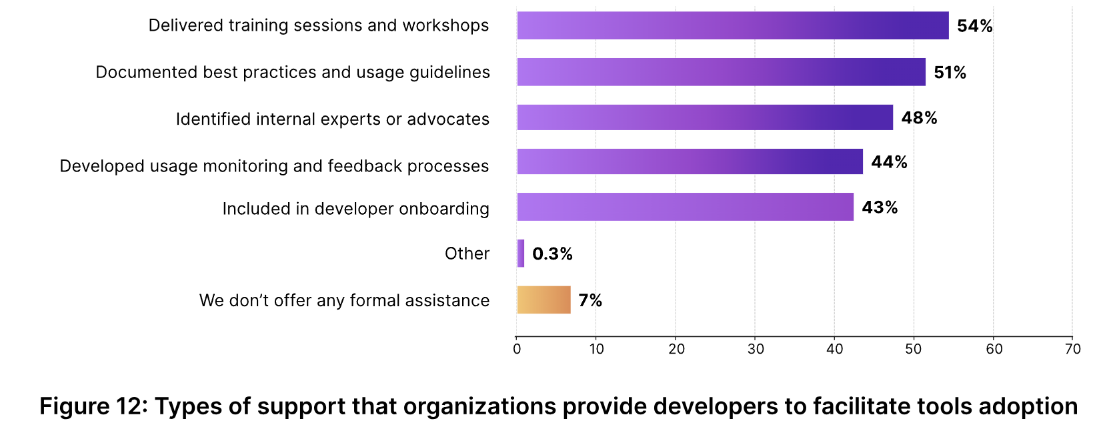 Delivered training sessions and workshops 54%
Documented best practices and usage guidelines 51%
Identified internal experts or advocates 48%
Developed usage monitoring and feedback processes 44%
Included in developer onboarding 43%
Other 0.3%
We don’t offer any formal assistance 7%
0 10 20 30 40 50 60 70
Figure 12: Types of support that organizations provide developers to facilitate tools adoption